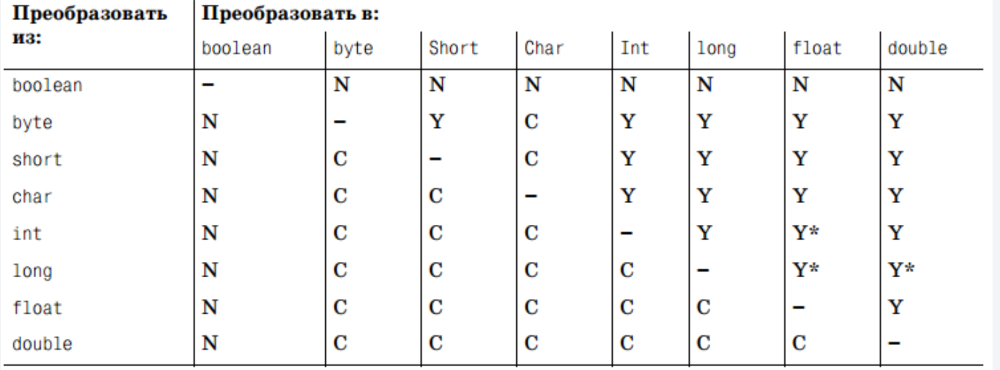 Преобразовать Преобразовать в:
из:
boolean byte Short Char Int long float double
boolean – N N N N N N N
byte N – Y C Y Y Y Y
short N C – C Y Y Y Y
char N C C – Y Y Y Y
int N C C C – Y Y* Y
long N C C C C – Y* Y*
float N C C C C C – Y
double N C C C C C C –